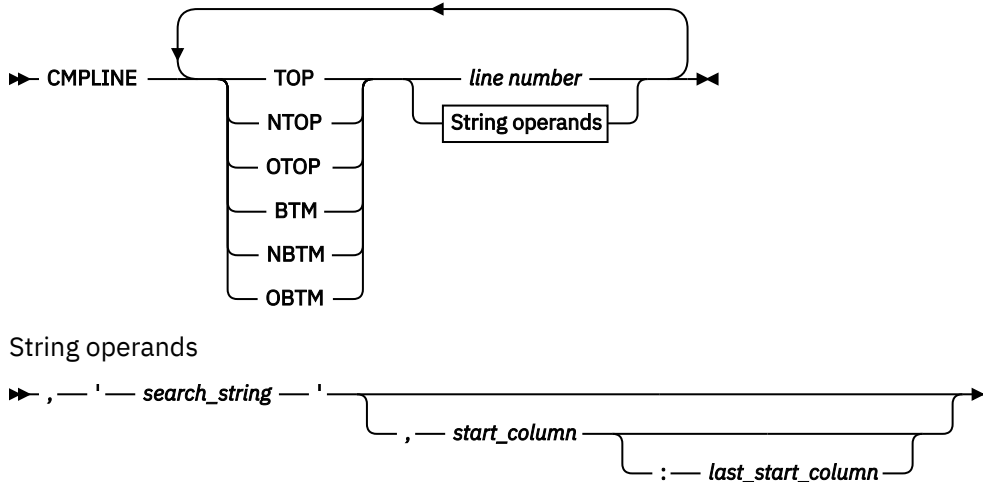 CMPLINE TOP line number
NTOP String operands
OTOP
BTM
NBTM
OBTM
String operands
, ' search_string '
, start_column
: last_start_column